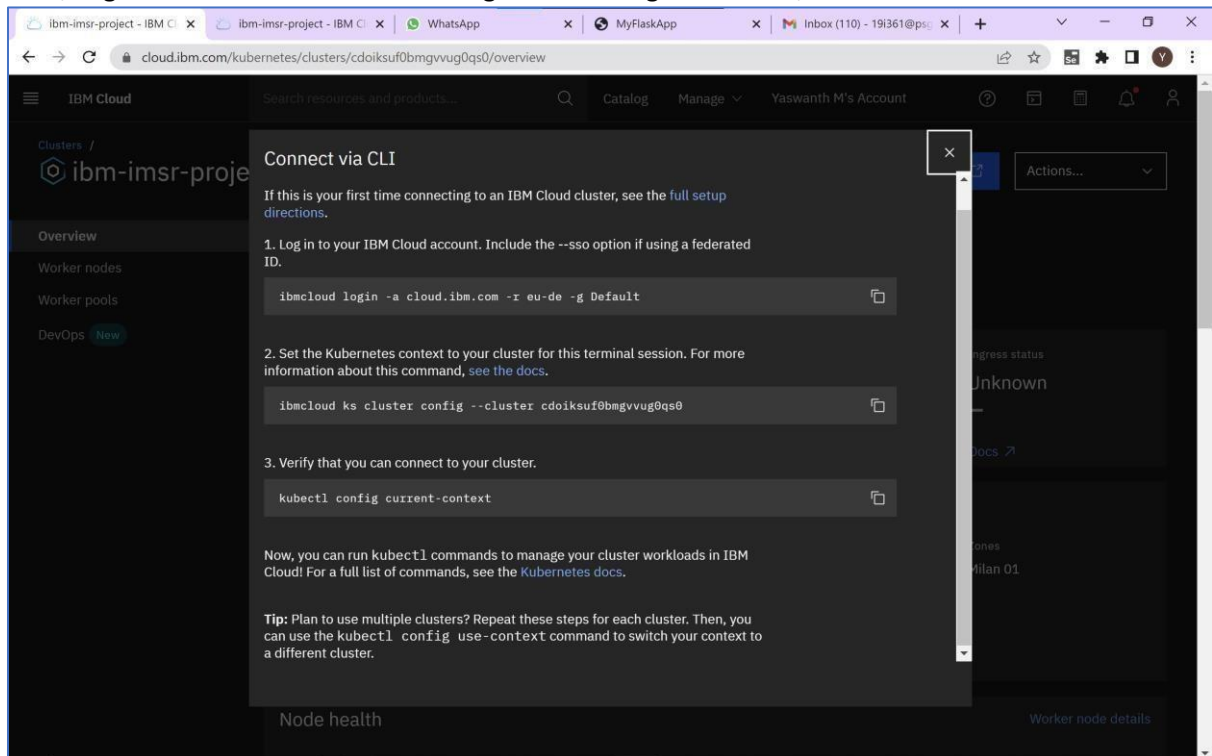 ibm-imsr-project - IBM Cl
ibm-imsr-project - IBM Cl
WhatsApp
MyFlaskApp
Inbox (110) - 19i361@psg
cloud.ibm.com/kubernetes/clusters/cdoiksuf0bmgvvug0qs0/overview
IBM Cloud
Search resources and products...
Catalog
Manage
Yaswanth M's Account
Clusters /
ibm-imsr-proje
Actions...
Overview
Worker nodes
Worker pools
DevOps New
Connect via CLI
If this is your first time connecting to an IBM Cloud cluster, see the full setup
directions.
1. Log in to your IBM Cloud account. Include the --sso option if using a federated
ID.
ibmcloud login -a cloud.ibm.com -r eu-de -g Default
2. Set the Kubernetes context to your cluster for this terminal session. For more
information about this command, see the docs.
ibmcloud ks cluster config --cluster cdoiksuf0bmgvvug0qs0
3. Verify that you can connect to your cluster.
kubectl config current-context
Now, you can run kubectl commands to manage your cluster workloads in IBM
Cloud! For a full list of commands, see the Kubernetes docs.
Tip: Plan to use multiple clusters? Repeat these steps for each cluster. Then, you
can use the kubectl config use-context command to switch your context to
a different cluster.
ngress status
Unknown
Docs
Zones
Milan 01
Node health
Worker node details